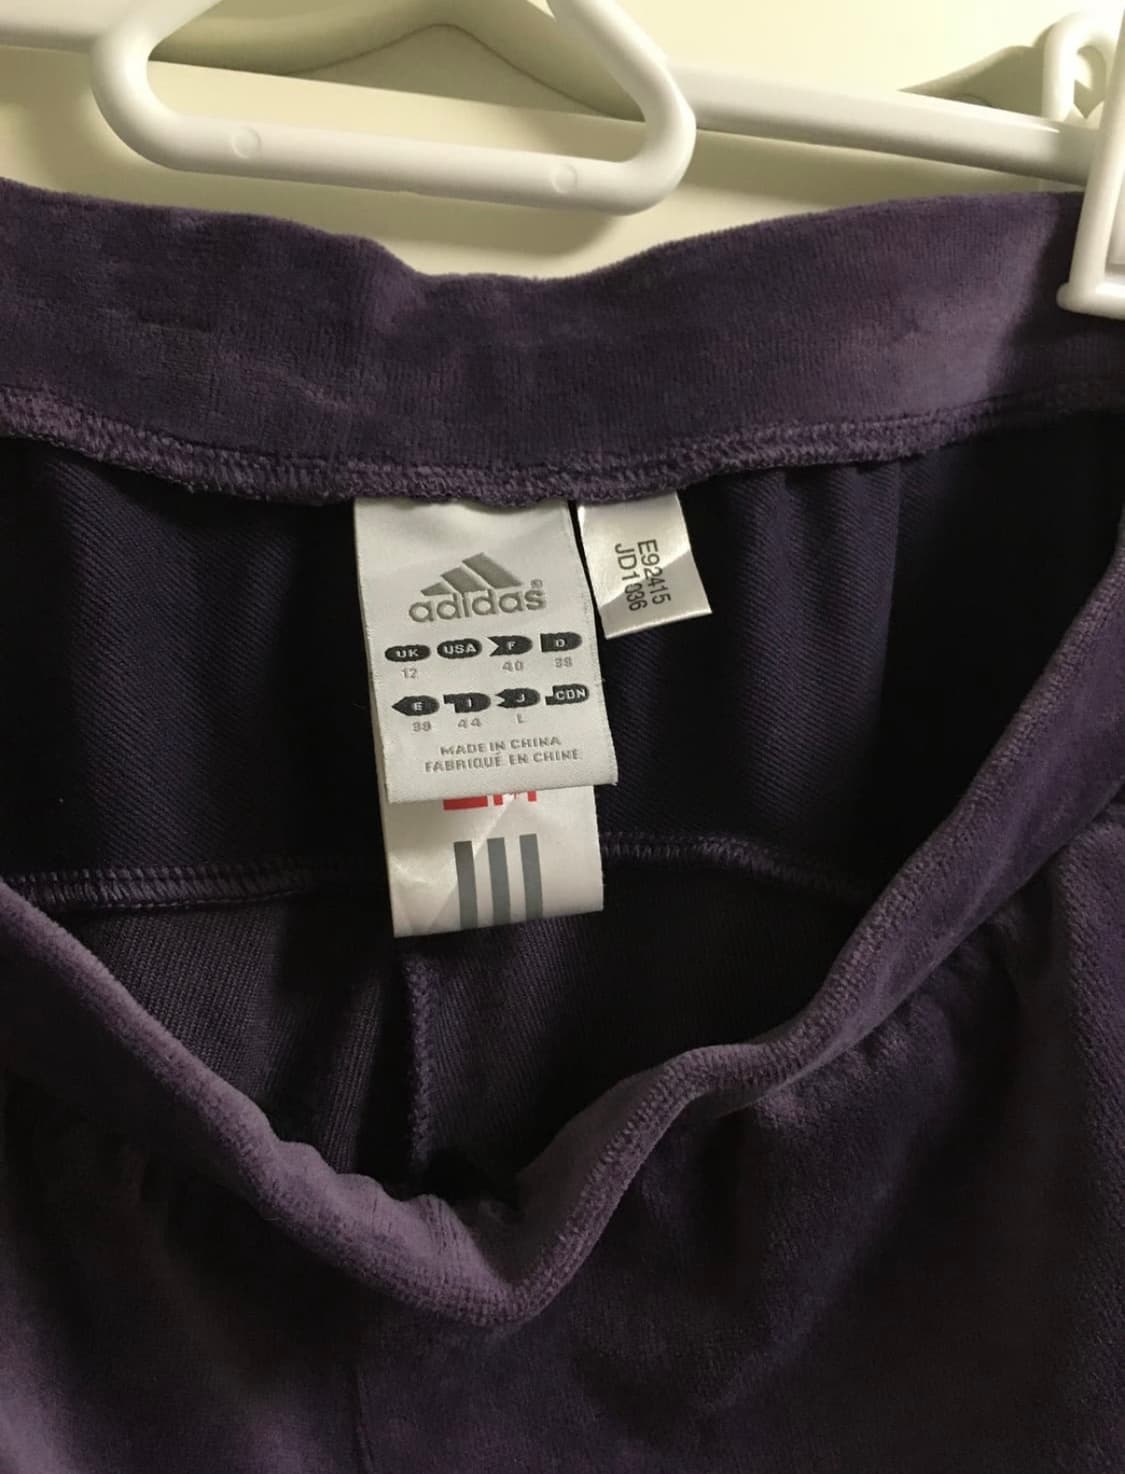 adidas®
UK USA F D
12 40 38
E I J CDN
38 44 L
MADE IN CHINA
FABRIQUÉ EN CHINE
E92415
JD1036